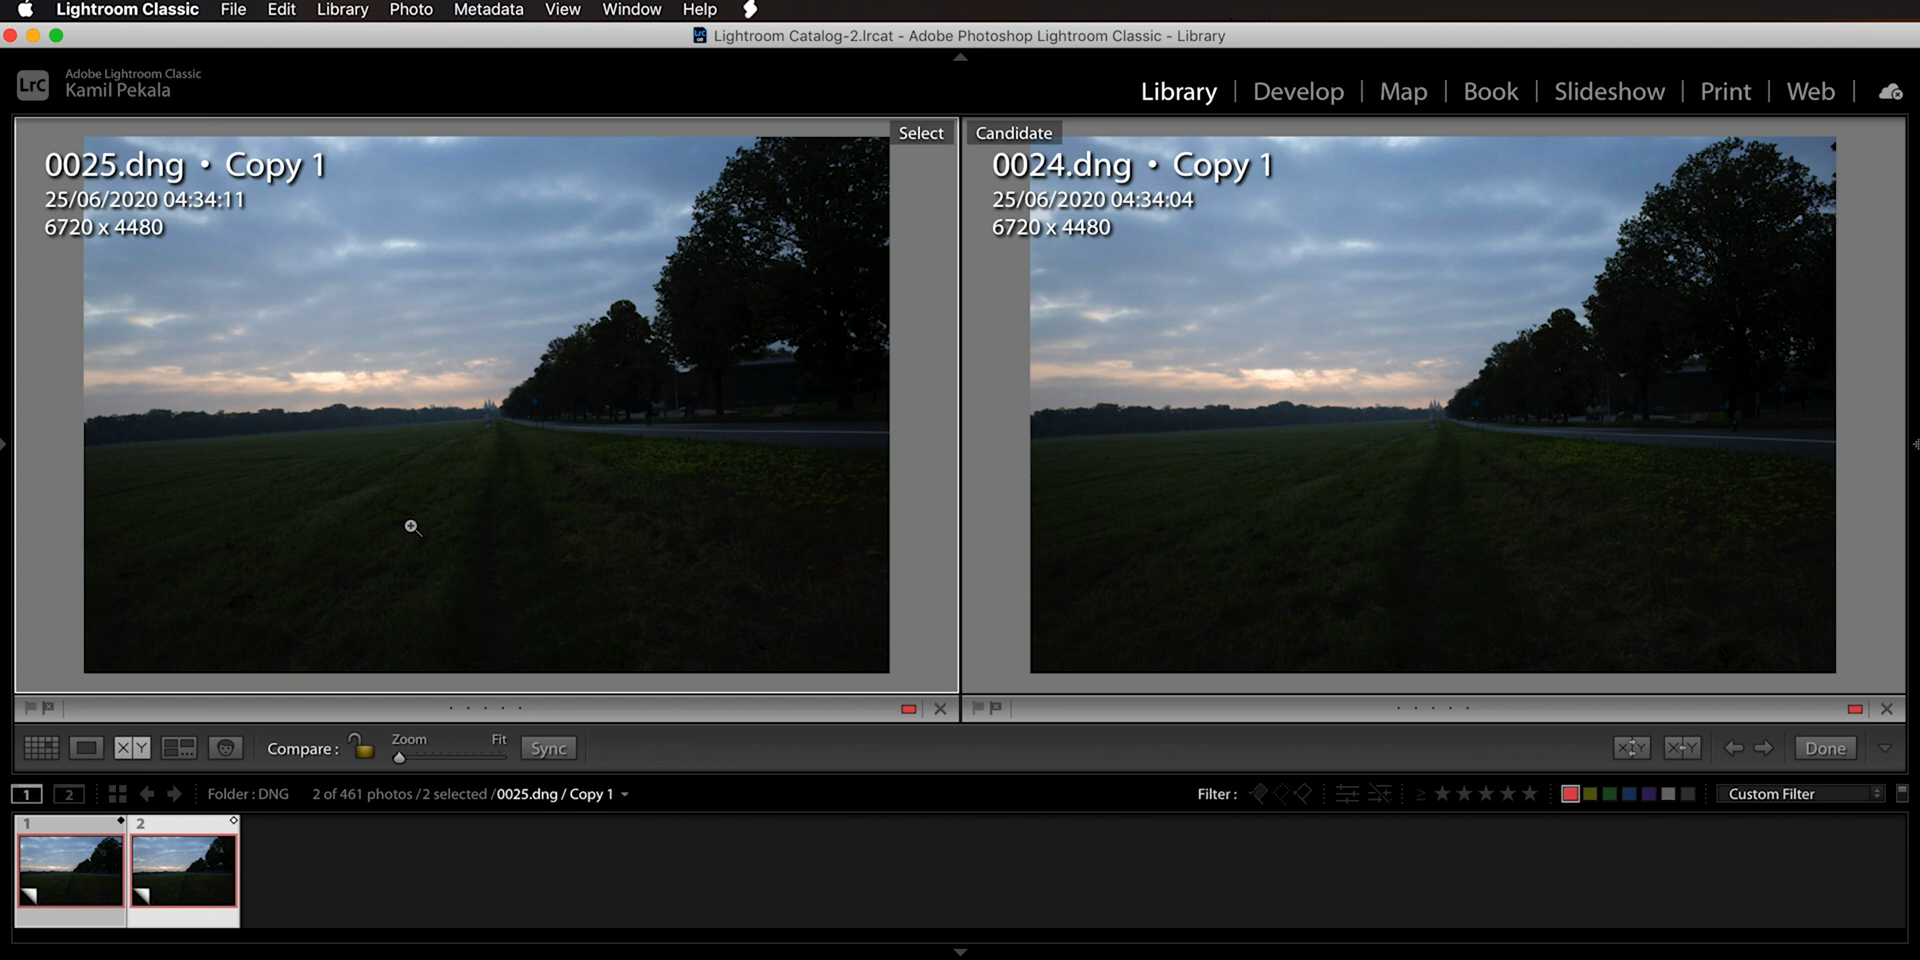 Lightroom Classic File Edit Library Photo Metadata View Window Help
Lrc
Lightroom Catalog-2.lrcat - Adobe Photoshop Lightroom Classic - Library
LrC
Adobe Lightroom Classic
Kamil Pekala
Library | Develop | Map | Book | Slideshow | Print | Web |
Select
0025.dng • Copy 1
25/06/2020 04:34:11
6720 x 4480
Candidate
0024.dng • Copy 1
25/06/2020 04:34:04
6720 x 4480
X Y
Compare :
Zoom Fit
Sync
X Y
X Y
Done
1 2
Folder : DNG
2 of 461 photos /2 selected /0025.dng / Copy 1
Filter :
≥
Custom Filter
1
2